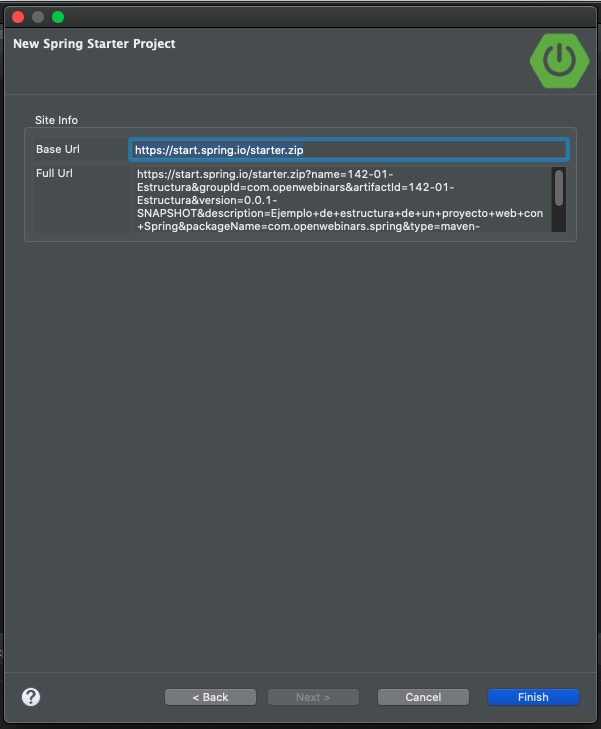 New Spring Starter Project
Site Info
Base Url
https://start.spring.io/starter.zip
Full Url
https://start.spring.io/starter.zip?name=142-01-
Estructura&groupId=com.openwebinars&artifactId=142-01-
Estructura&version=0.0.1-
SNAPSHOT&description=Ejemplo+de+estructura+de+un+proyecto+web+con
+Spring&packageName=com.openwebinars.spring&type=maven-
?
< Back
Next >
Cancel
Finish